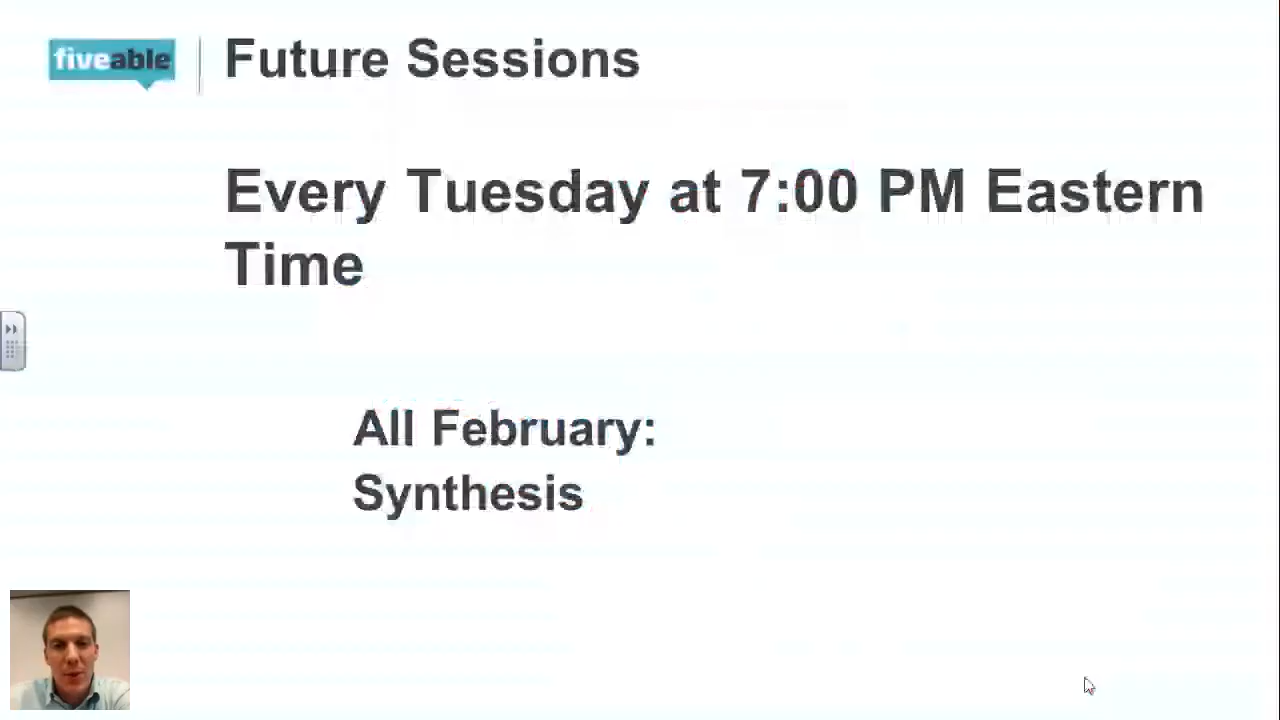 fiveable
Future Sessions
Every Tuesday at 7:00 PM Eastern
Time
All February:
Synthesis